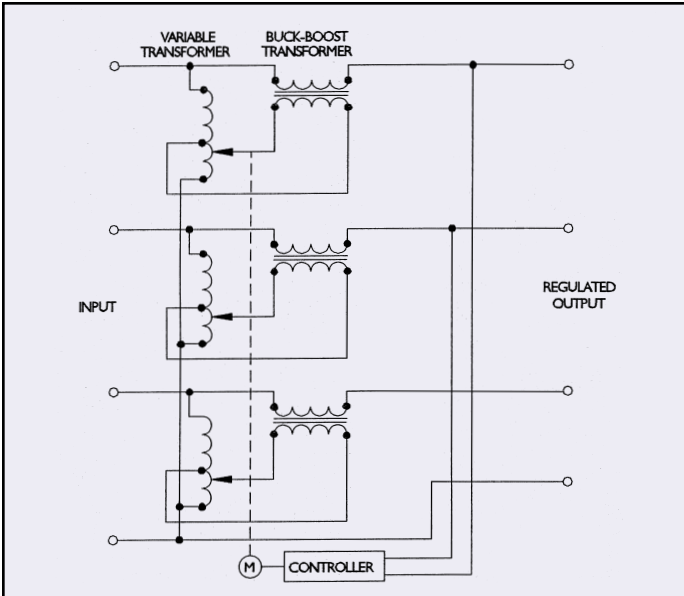 VARIABLE
TRANSFORMER
BUCK-BOOST
TRANSFORMER
INPUT
REGULATED
OUTPUT
M
CONTROLLER